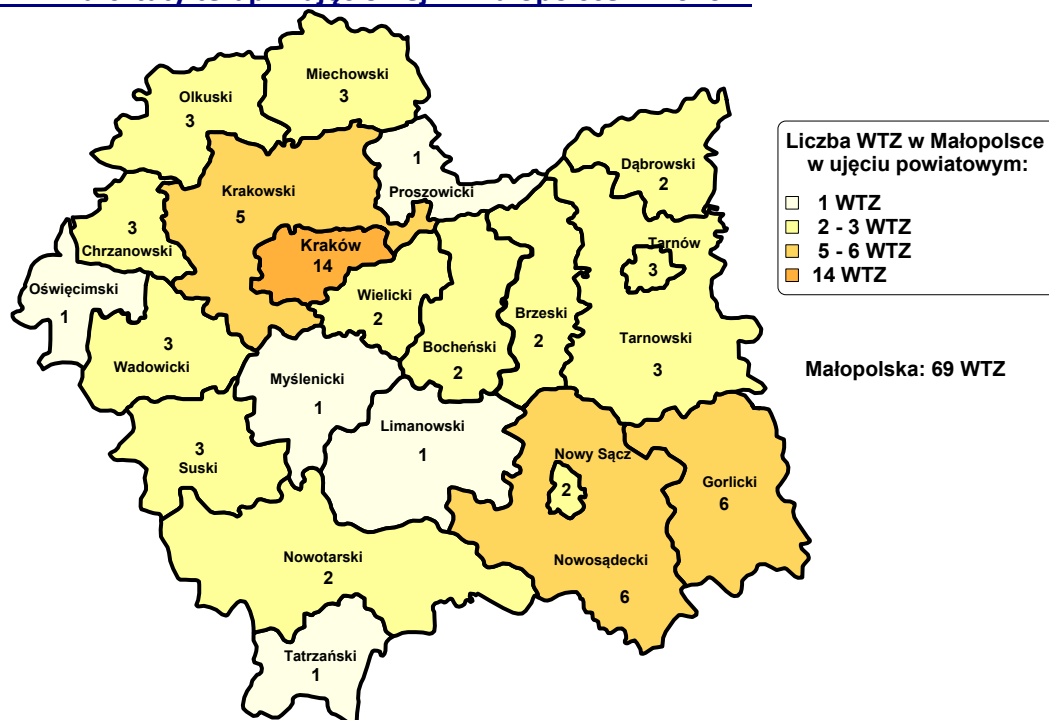 Miechowski
3
Olkuski
3
1
Proszowicki
Dąbrowski
2
Krakowski
5
3
Chrzanowski
Kraków
14
Tarnów
3
Oświęcimski
1
Wielicki
2
Brzeski
2
Bocheński
2
Tarnowski
3
3
Wadowicki
Myślenicki
1
Limanowski
1
3
Suski
Nowy Sącz
2
Gorlicki
6
Nowotarski
2
Nowosądecki
6
Tatrzański
1
Liczba WTZ w Małopolsce
w ujęciu powiatowym:
1 WTZ
2 - 3 WTZ
5 - 6 WTZ
14 WTZ
Małopolska: 69 WTZ